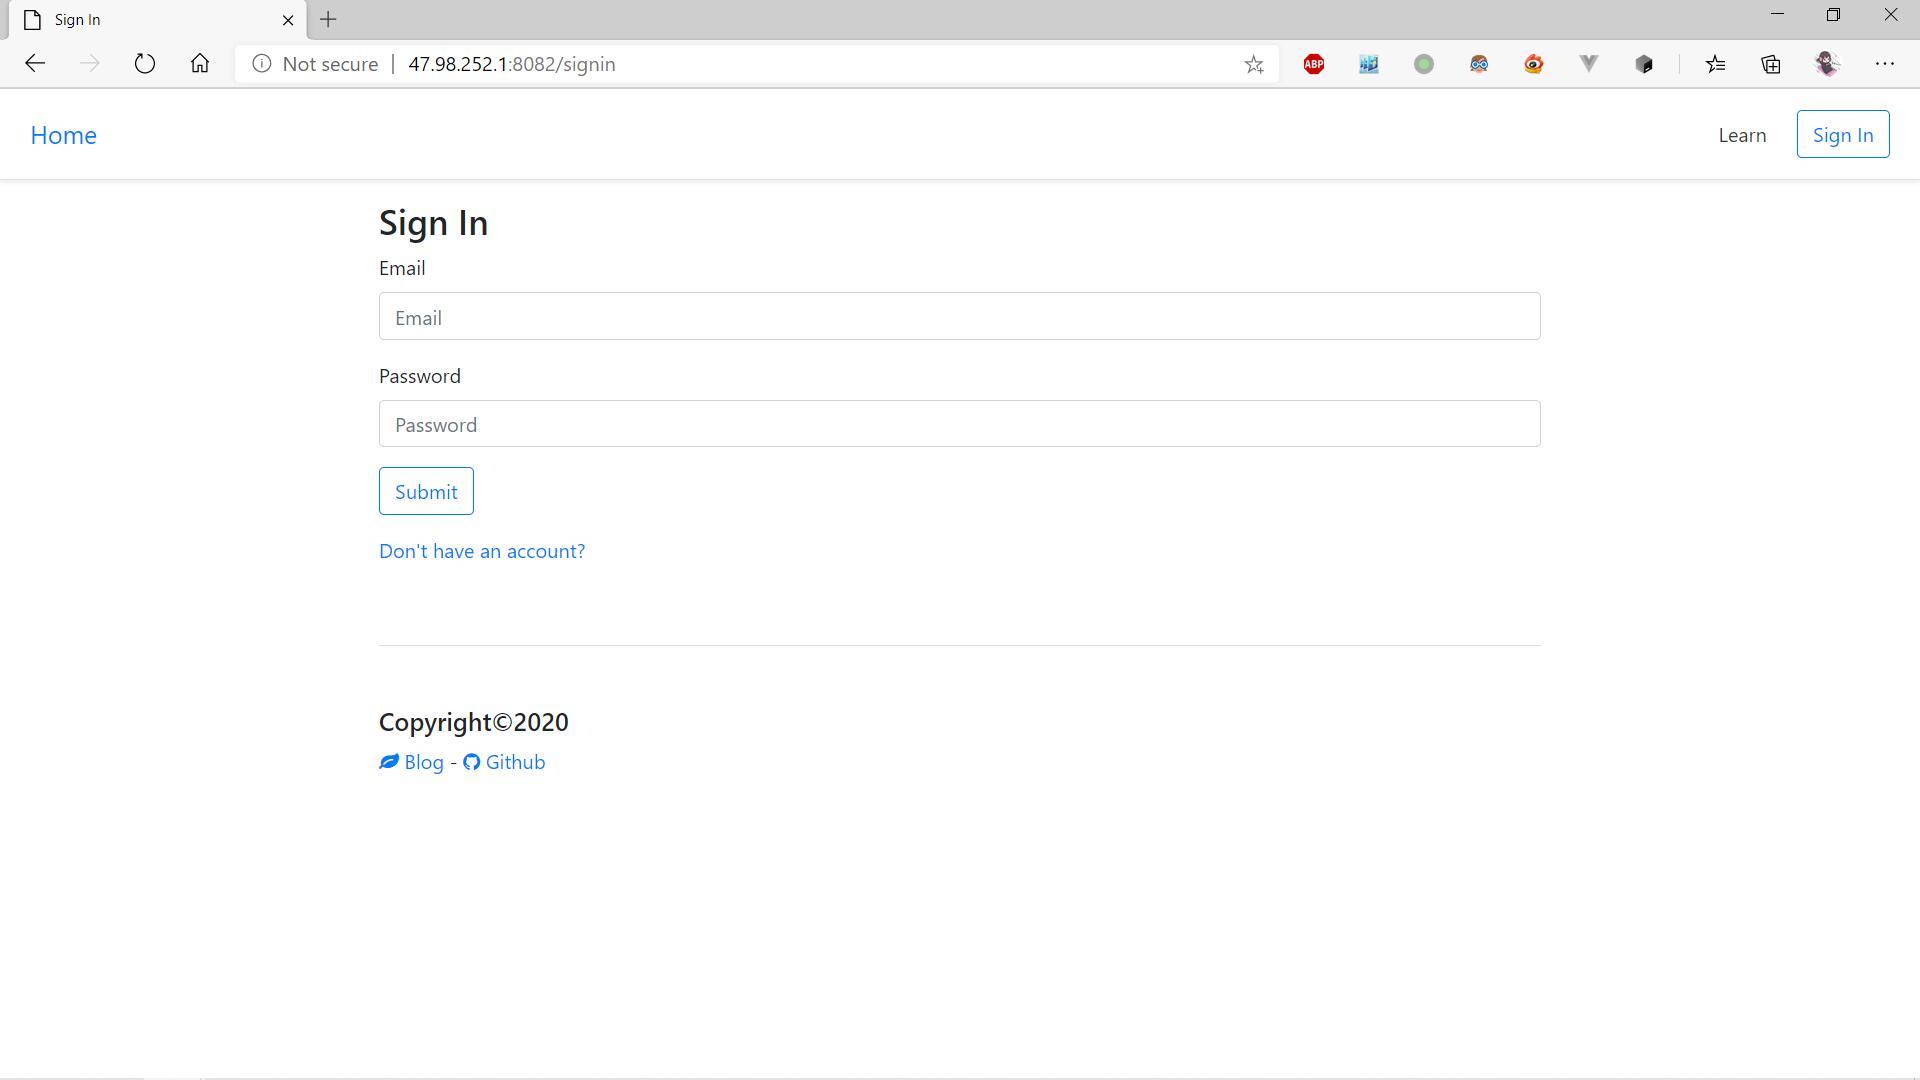 Sign In
Not secure | 47.98.252.1:8082/signin
ABP
Home
Learn
Sign In
Sign In
Email
Email
Password
Password
Submit
Don't have an account?
Copyright©2020
Blog - Github